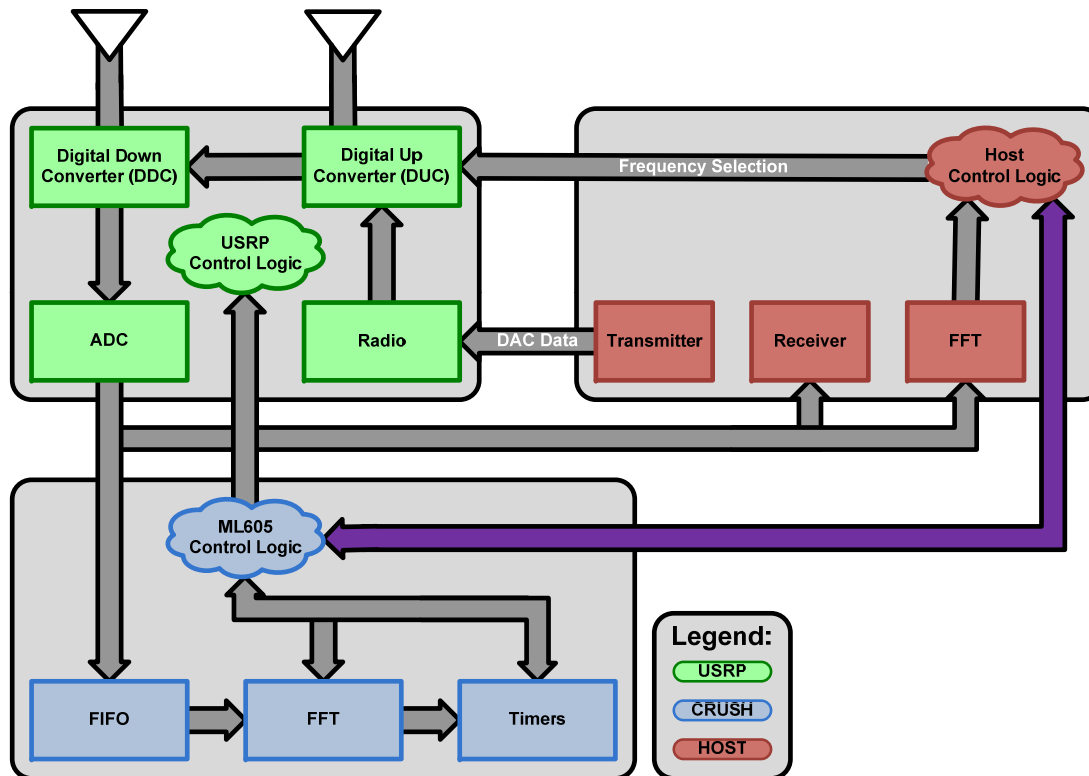 Digital Down
Converter (DDC)
Digital Up
Converter (DUC)
Frequency Selection
Host
Control Logic
USRP
Control Logic
ADC
Radio
DAC Data
Transmitter
Receiver
FFT
ML605
Control Logic
FIFO
FFT
Timers
Legend:
USRP
CRUSH
HOST